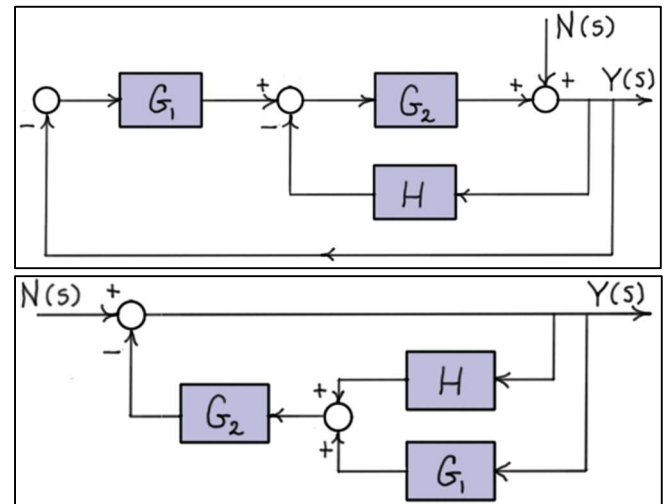 N(s)
+ + + Y(s)
G₁ G₂
- -
H
N(s) + Y(s)
-
+ H
G₂
+ G₁